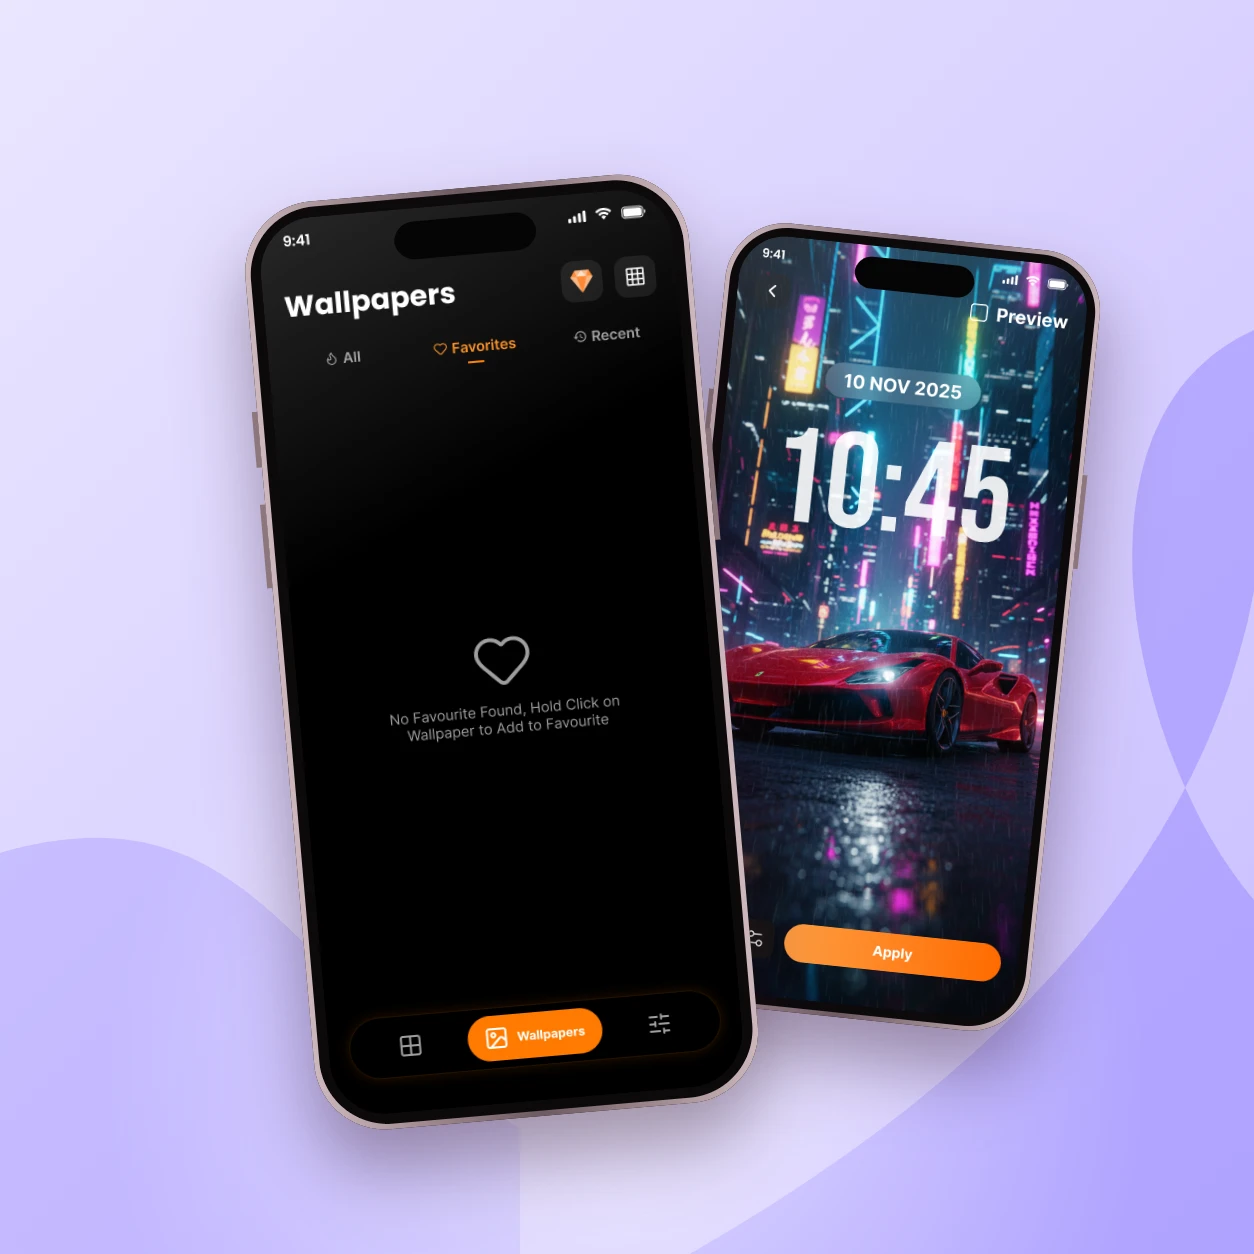 9:41
Wallpapers
All
Favorites
Recent
No Favourite Found, Hold Click on
Wallpaper to Add to Favourite
Wallpapers
9:41
Preview
10 NOV 2025
10:45
Apply